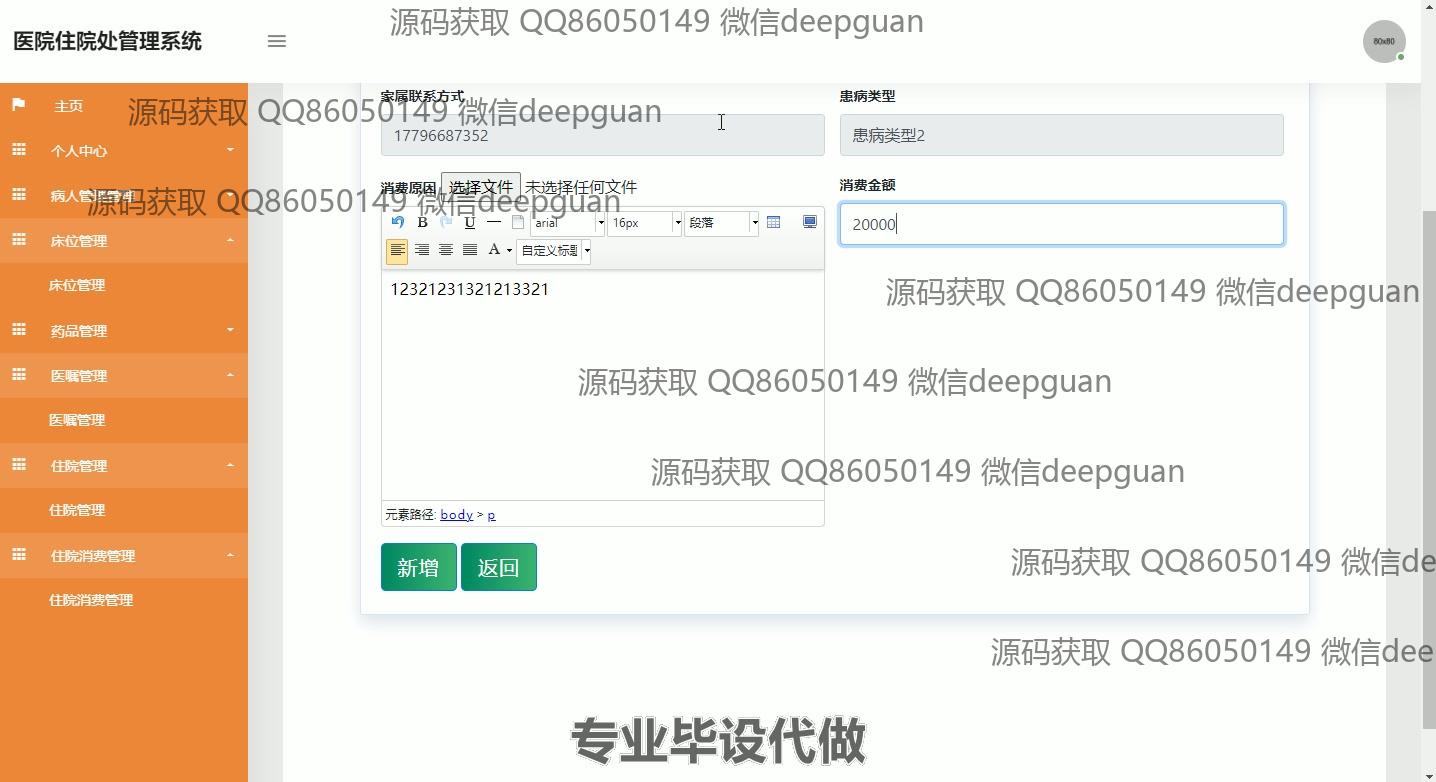 源码获取 QQ86050149 微信deepguan
医院住院处管理系统
80x80
主页
个人中心
病人管理管理
床位管理
床位管理
药品管理
医嘱管理
医嘱管理
住院管理
住院管理
住院消费管理
住院消费管理
源码获取 QQ86050149 微信deepguan
源码获取 QQ86050149 微信deepguan
家属联系方式
17796687352
患病类型
患病类型2
消费原因 选择文件 未选择任何文件
消费金额
20000
B U arial 16px 段落
A 自定义标题
12321231321213321
源码获取 QQ86050149 微信deepguan
源码获取 QQ86050149 微信deepguan
源码获取 QQ86050149 微信deepguan
元素路径: body > p
新增 返回
源码获取 QQ86050149 微信de
源码获取 QQ86050149 微信dee
专业毕设代做